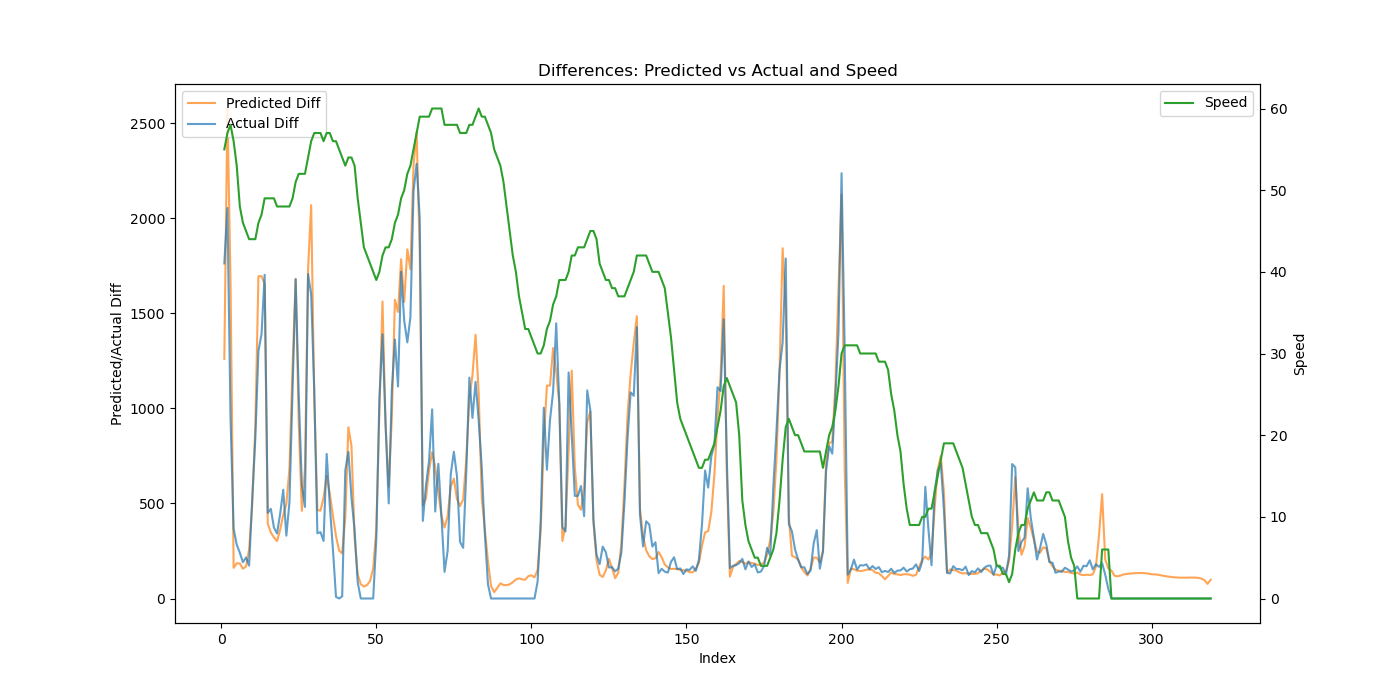 Differences: Predicted vs Actual and Speed
Predicted Diff
Actual Diff
Speed
2500
2000
1500
1000
500
0
Predicted/Actual Diff
60
50
40
30
20
10
0
Speed
0 50 100 150 200 250 300
Index